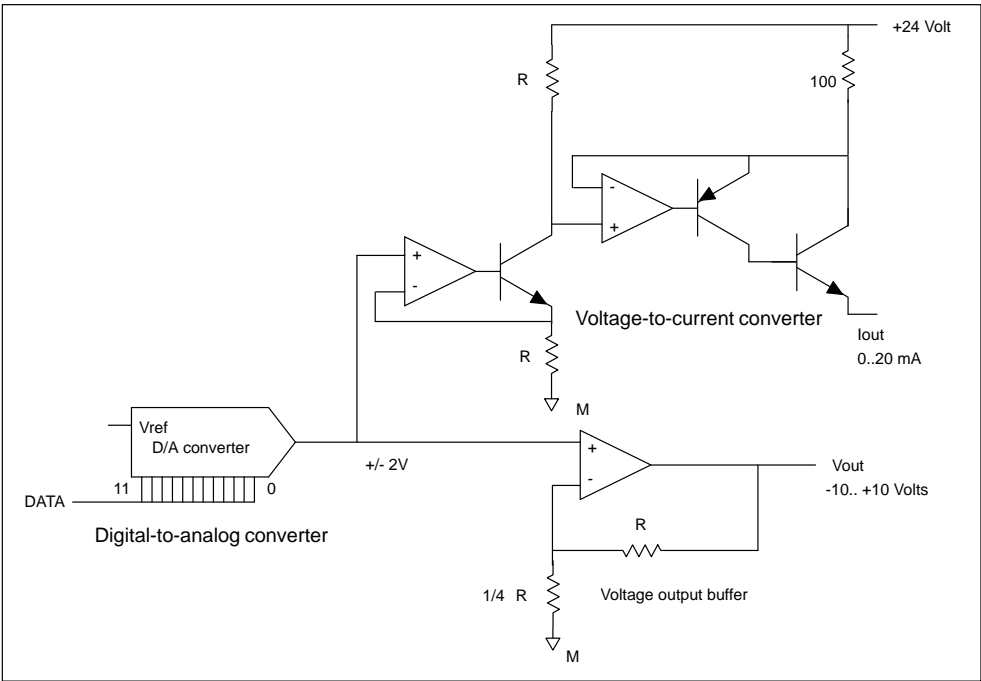 +24 Volt
R
100
-
+
+
-
Voltage-to-current converter
Iout
0..20 mA
R
M
Vref
D/A converter
+/- 2V
+
-
Vout
-10.. +10 Volts
11
0
DATA
R
Digital-to-analog converter
1/4 R
Voltage output buffer
M